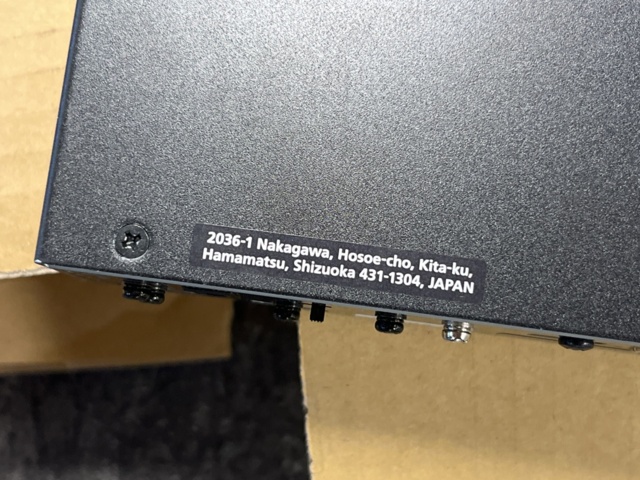 2036-1 Nakagawa, Hosoe-cho, Kita-ku,
Hamamatsu, Shizuoka 431-1304, JAPAN